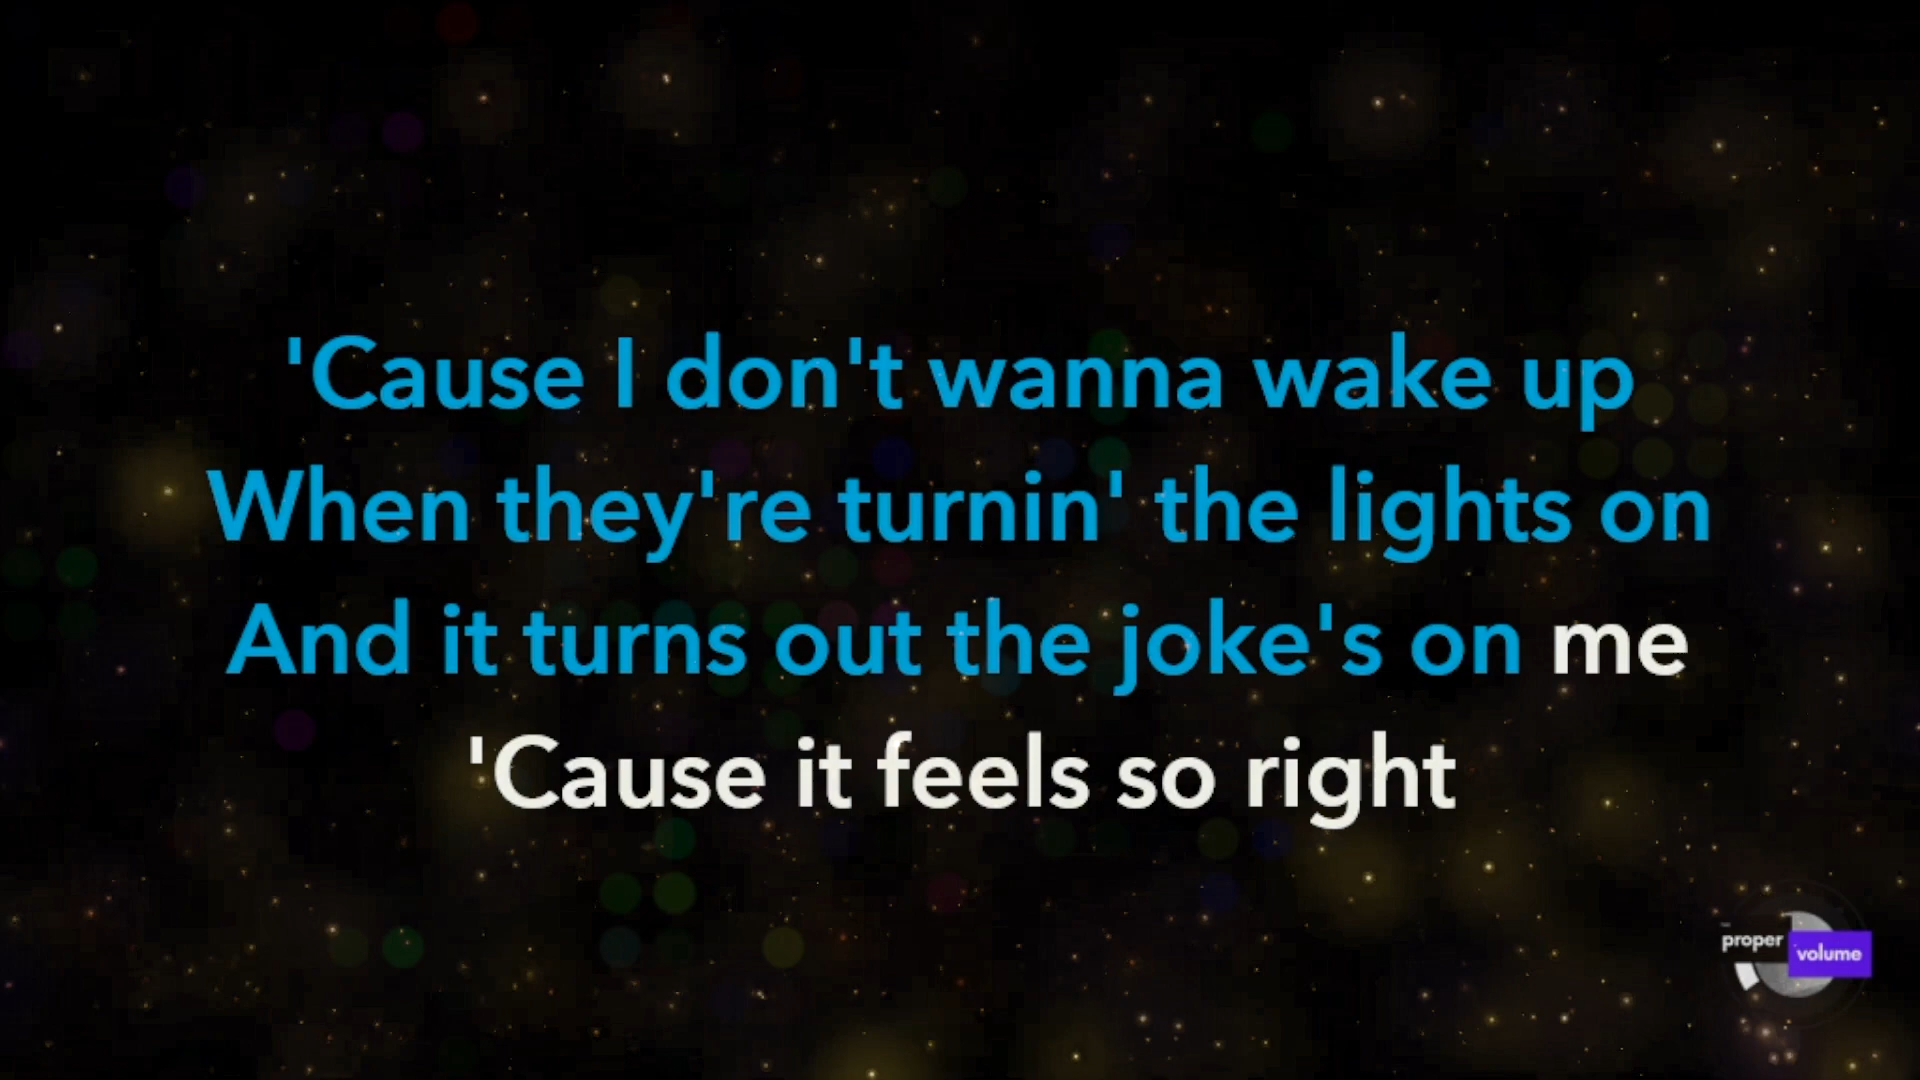 'Cause I don't wanna wake up
When they're turnin' the lights on
And it turns out the joke's on me
'Cause it feels so right
proper
volume